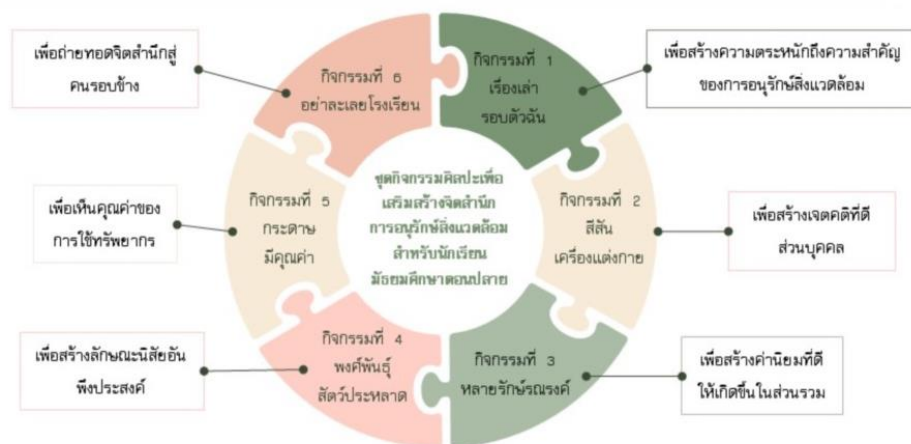 กิจกรรมที่ 1
เรื่องเล่า
รอบตัวฉัน
เพื่อสร้างความตระหนักถึงความสำคัญ
ของการอนุรักษ์สิ่งแวดล้อม
กิจกรรมที่ 2
สีสัน
เครื่องแต่งกาย
เพื่อสร้างเจตคติที่ดี
ส่วนบุคคล
กิจกรรมที่ 3
หลายรักษ์รณรงค์
เพื่อสร้างค่านิยมที่ดี
ให้เกิดขึ้นในส่วนรวม
กิจกรรมที่ 4
พงศ์พันธุ์
สัตว์ประหลาด
เพื่อสร้างลักษณะนิสัยอัน
พึงประสงค์
กิจกรรมที่ 5
กระดาษ
มีคุณค่า
เพื่อเห็นคุณค่าของ
การใช้ทรัพยากร
กิจกรรมที่ 6
อย่าละเลยโรงเรียน
เพื่อถ่ายทอดจิตสำนึกสู่
คนรอบข้าง
ชุดกิจกรรมศิลปะเพื่อ
เสริมสร้างจิตสำนึก
การอนุรักษ์สิ่งแวดล้อม
สำหรับนักเรียน
มัธยมศึกษาตอนปลาย